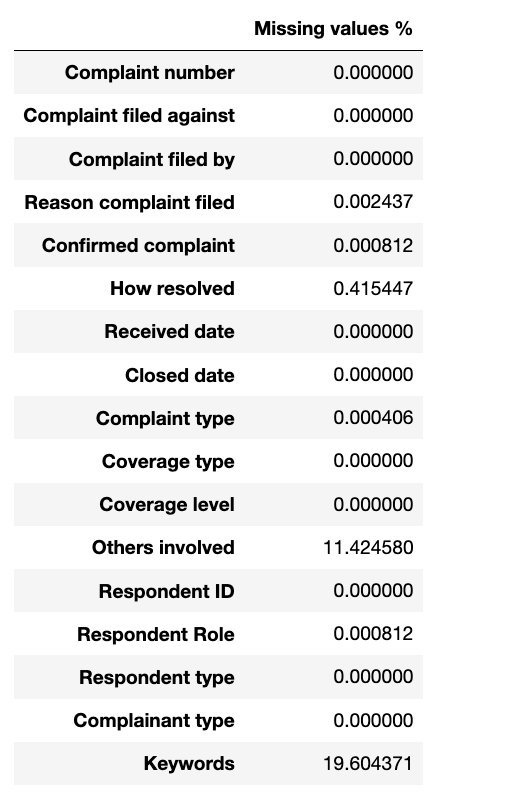 Missing values %
Complaint number 0.000000
Complaint filed against 0.000000
Complaint filed by 0.000000
Reason complaint filed 0.002437
Confirmed complaint 0.000812
How resolved 0.415447
Received date 0.000000
Closed date 0.000000
Complaint type 0.000406
Coverage type 0.000000
Coverage level 0.000000
Others involved 11.424580
Respondent ID 0.000000
Respondent Role 0.000812
Respondent type 0.000000
Complainant type 0.000000
Keywords 19.604371